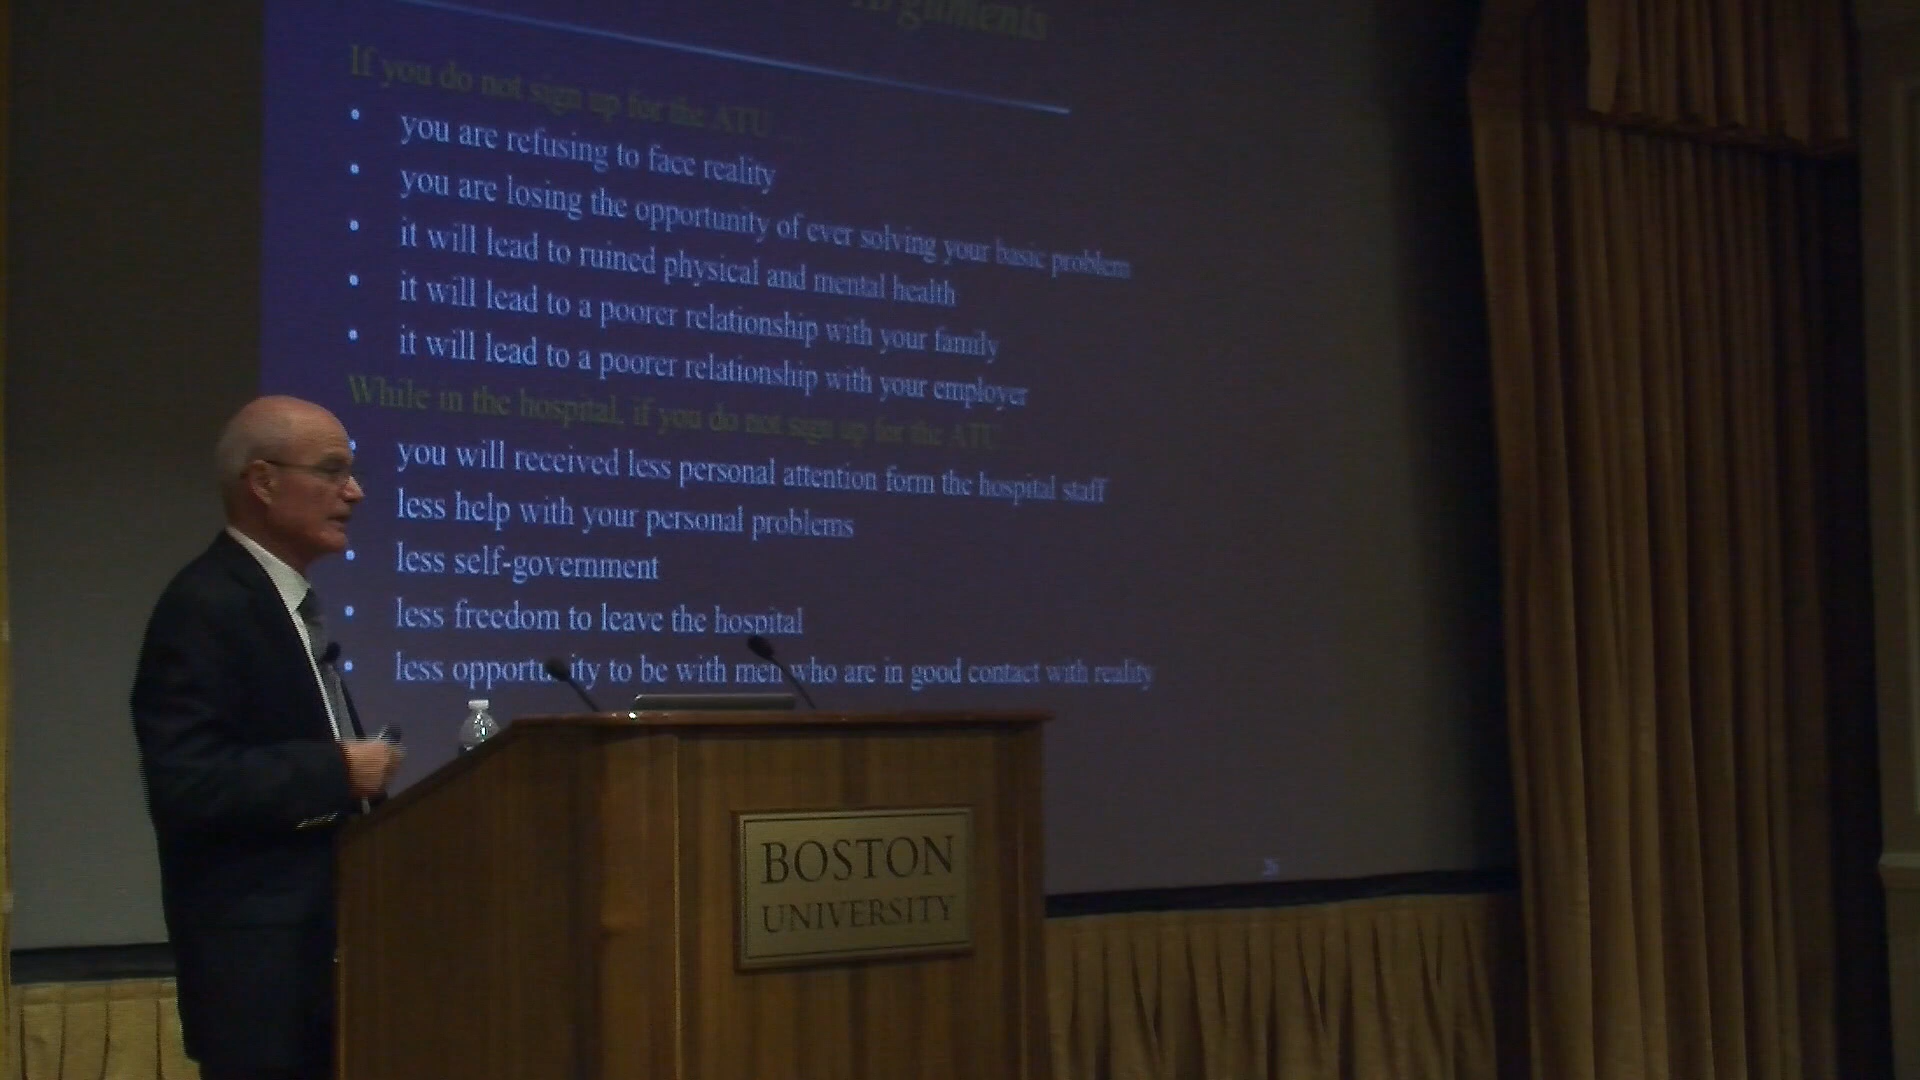 Arguments
If you do not sign up for the ATU ...
• you are refusing to face reality
• you are losing the opportunity of ever solving your basic problem
• it will lead to ruined physical and mental health
• it will lead to a poorer relationship with your family
• it will lead to a poorer relationship with your employer
While in the hospital, if you do not sign up for the ATU
• you will received less personal attention form the hospital staff
less help with your personal problems
• less self-government
• less freedom to leave the hospital
• less opportunity to be with men who are in good contact with reality
BOSTON
UNIVERSITY